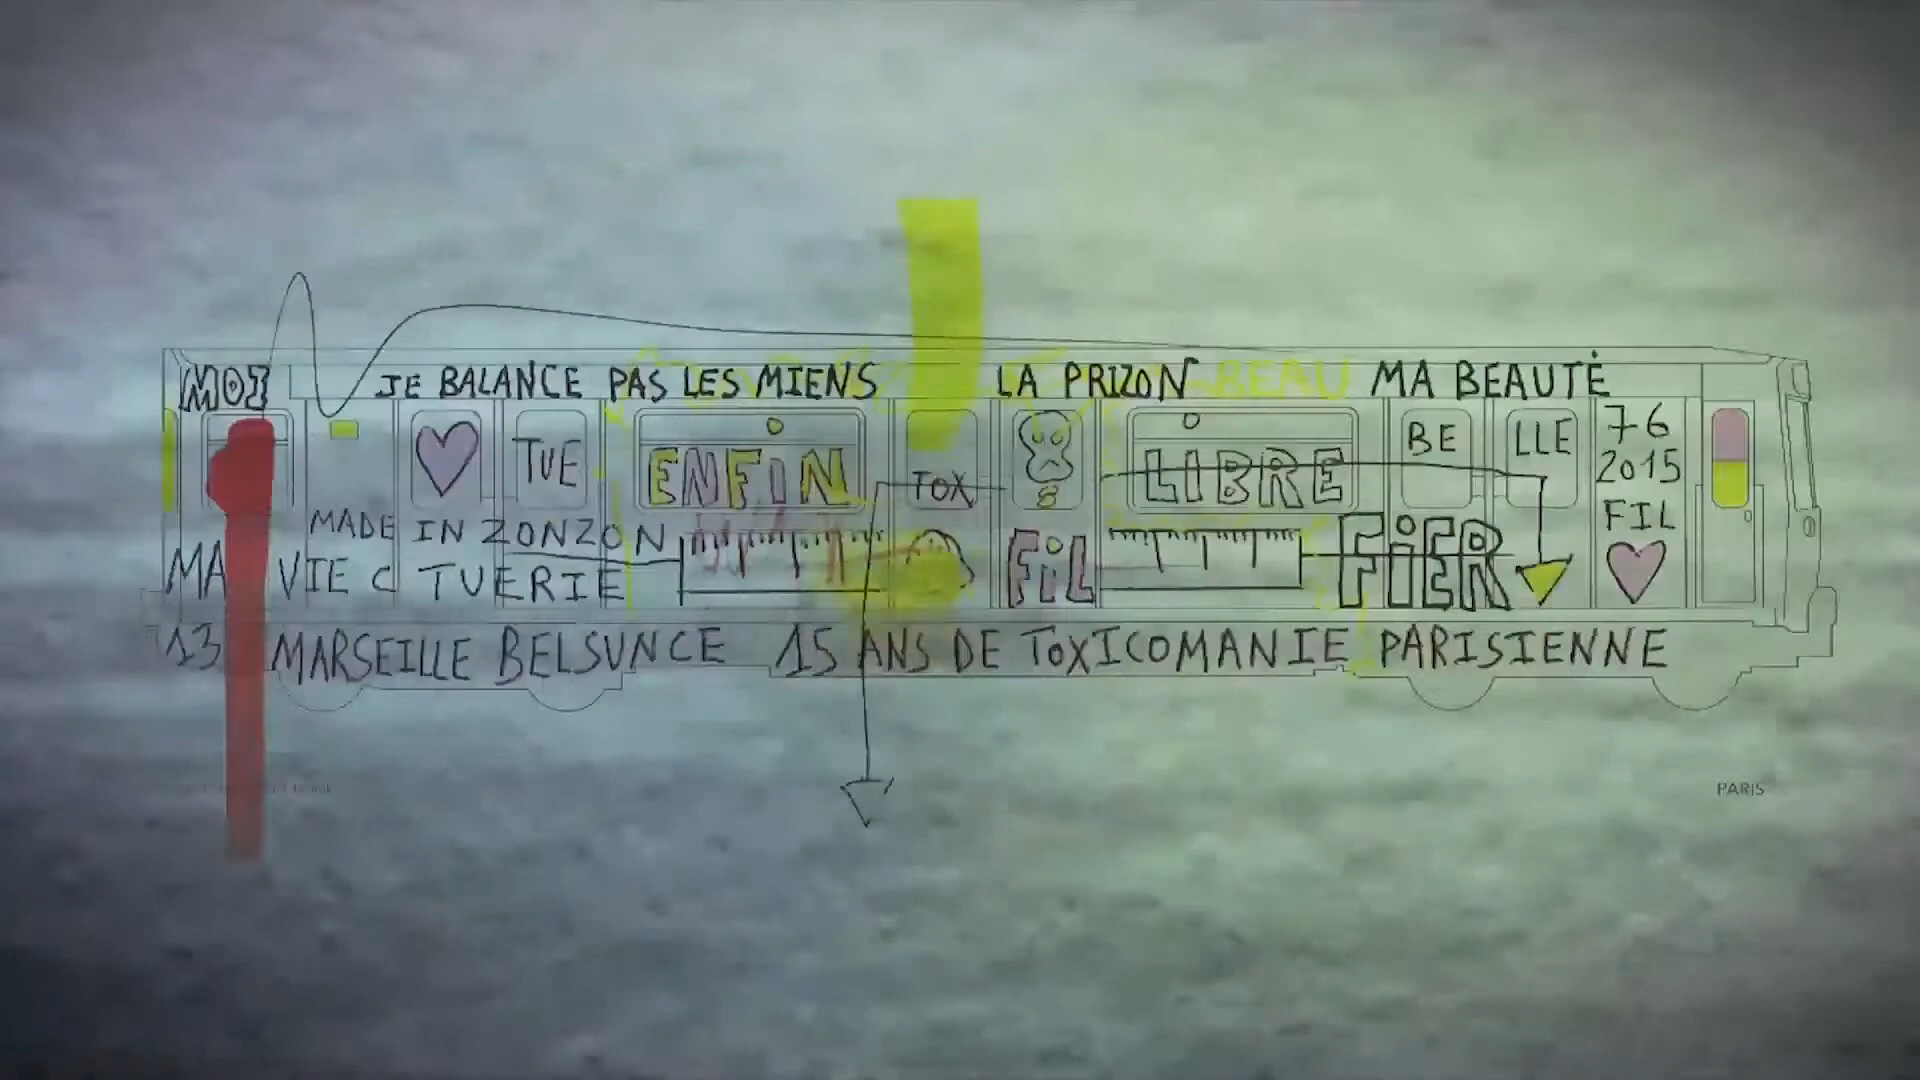 MOI JE BALANCE PAS LES MIENS LA PRIZON BEAU MA BEAUTÉ
TUE ENFIN TOX LIBRE BE LLE
76
2015
FIL
MADE IN ZONZON
MA VIE C TUERIE FIL FIER
13 MARSEILLE BELSUNCE 15 ANS DE TOXICOMANIE PARISIENNE
PARIS